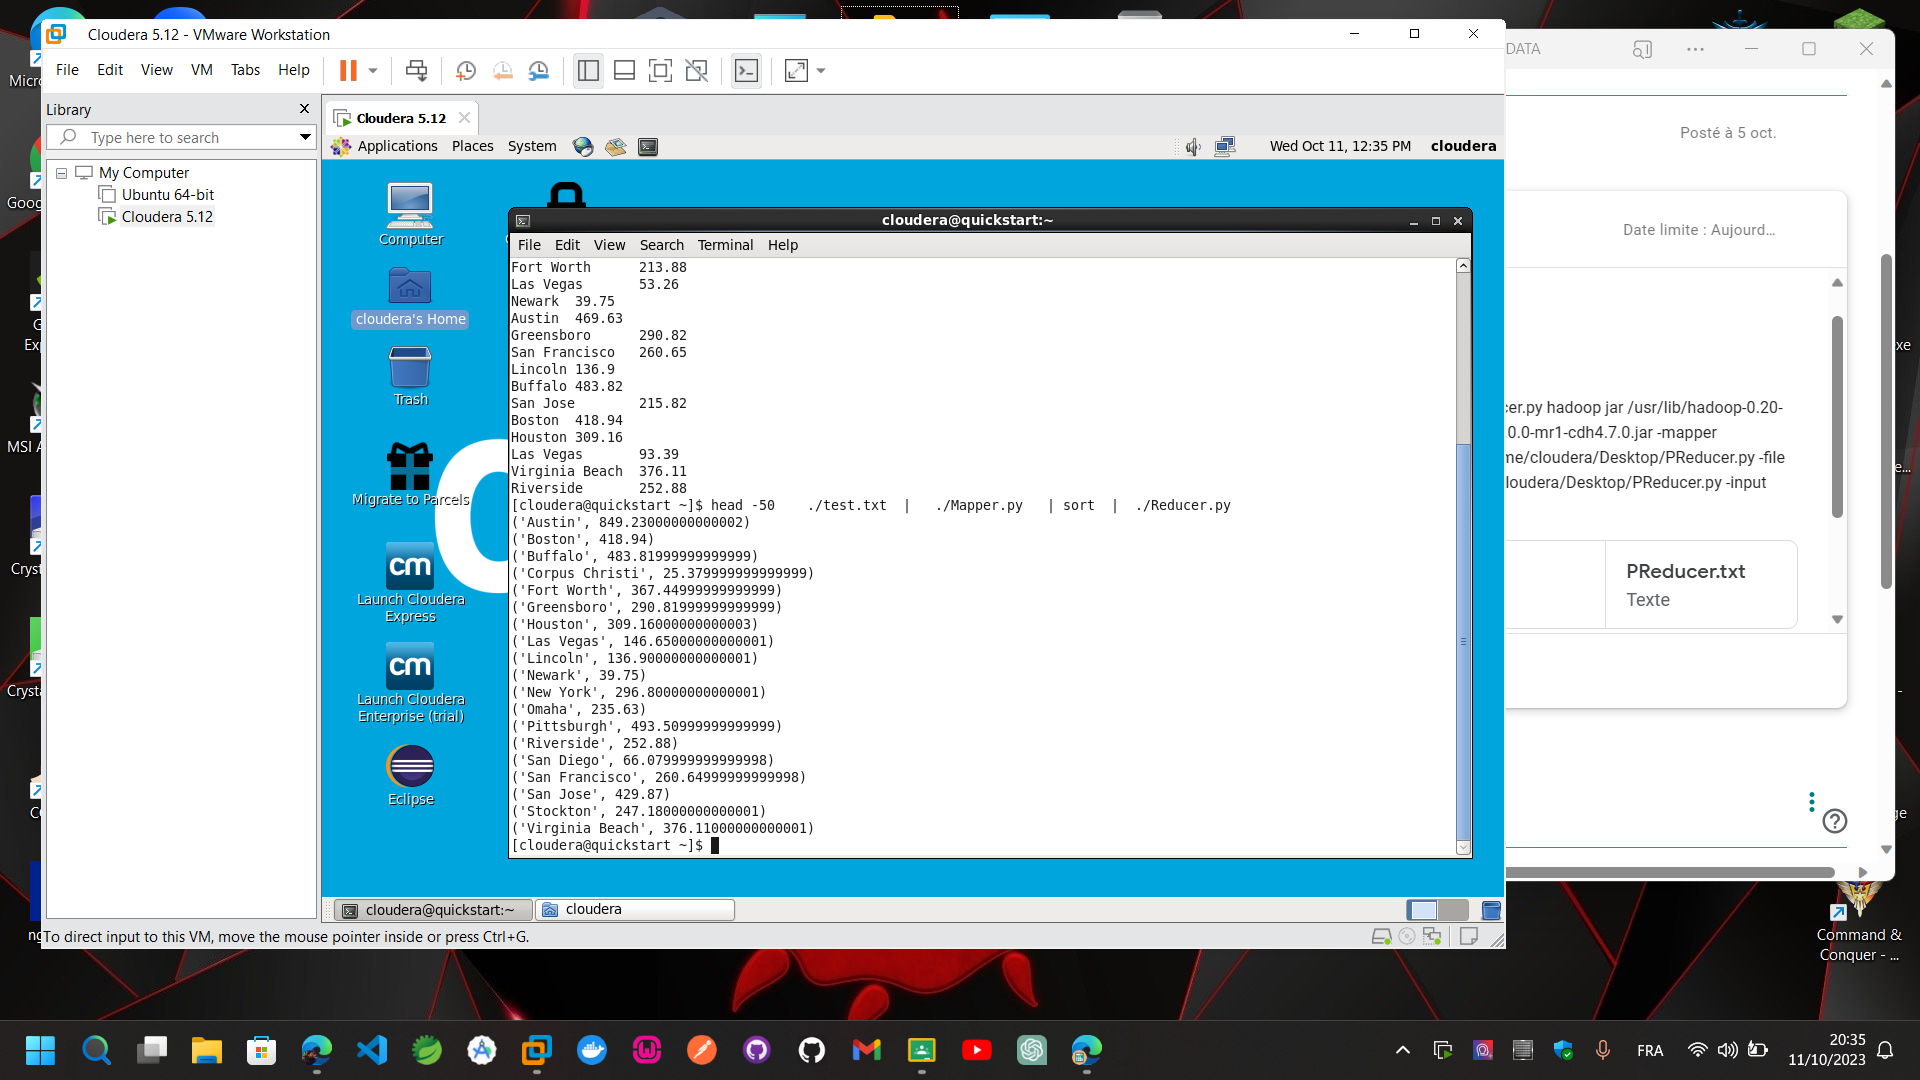 Cloudera 5.12 - VMware Workstation
File Edit View VM Tabs Help
Library
Type here to search
My Computer
Ubuntu 64-bit
Cloudera 5.12
Cloudera 5.12
Applications Places System
Wed Oct 11, 12:35 PM cloudera
Computer
cloudera's Home
Trash
Migrate to Parcels
cm
Launch Cloudera
Express
cm
Launch Cloudera
Enterprise (trial)
Eclipse
cloudera@quickstart:~
File Edit View Search Terminal Help
Fort Worth 213.88
Las Vegas 53.26
Newark 39.75
Austin 469.63
Greensboro 290.82
San Francisco 260.65
Lincoln 136.9
Buffalo 483.82
San Jose 215.82
Boston 418.94
Houston 309.16
Las Vegas 93.39
Virginia Beach 376.11
Riverside 252.88
[cloudera@quickstart ~]$ head -50 ./test.txt | ./Mapper.py | sort | ./Reducer.py
('Austin', 849.23000000000002)
('Boston', 418.94)
('Buffalo', 483.81999999999999)
('Corpus Christi', 25.379999999999999)
('Fort Worth', 367.44999999999999)
('Greensboro', 290.81999999999999)
('Houston', 309.16000000000003)
('Las Vegas', 146.65000000000001)
('Lincoln', 136.90000000000001)
('Newark', 39.75)
('New York', 296.80000000000001)
('Omaha', 235.63)
('Pittsburgh', 493.50999999999999)
('Riverside', 252.88)
('San Diego', 66.079999999999998)
('San Francisco', 260.64999999999998)
('San Jose', 429.87)
('Stockton', 247.18000000000001)
('Virginia Beach', 376.11000000000001)
[cloudera@quickstart ~]$
cloudera@quickstart:~
cloudera
To direct input to this VM, move the mouse pointer inside or press Ctrl+G.
DATA
Posté à 5 oct.
Date limite : Aujourd...
cer.py hadoop jar /usr/lib/hadoop-0.20-
.0.0-mr1-cdh4.7.0.jar -mapper
me/cloudera/Desktop/PReducer.py -file
loudera/Desktop/PReducer.py -input
PReducer.txt
Texte
Micro
Goog
G
Exp
MSI A
Cryst
Cryst
C
ng
xe
e...
ge
Command &
Conquer - ...
FRA
20:35
11/10/2023